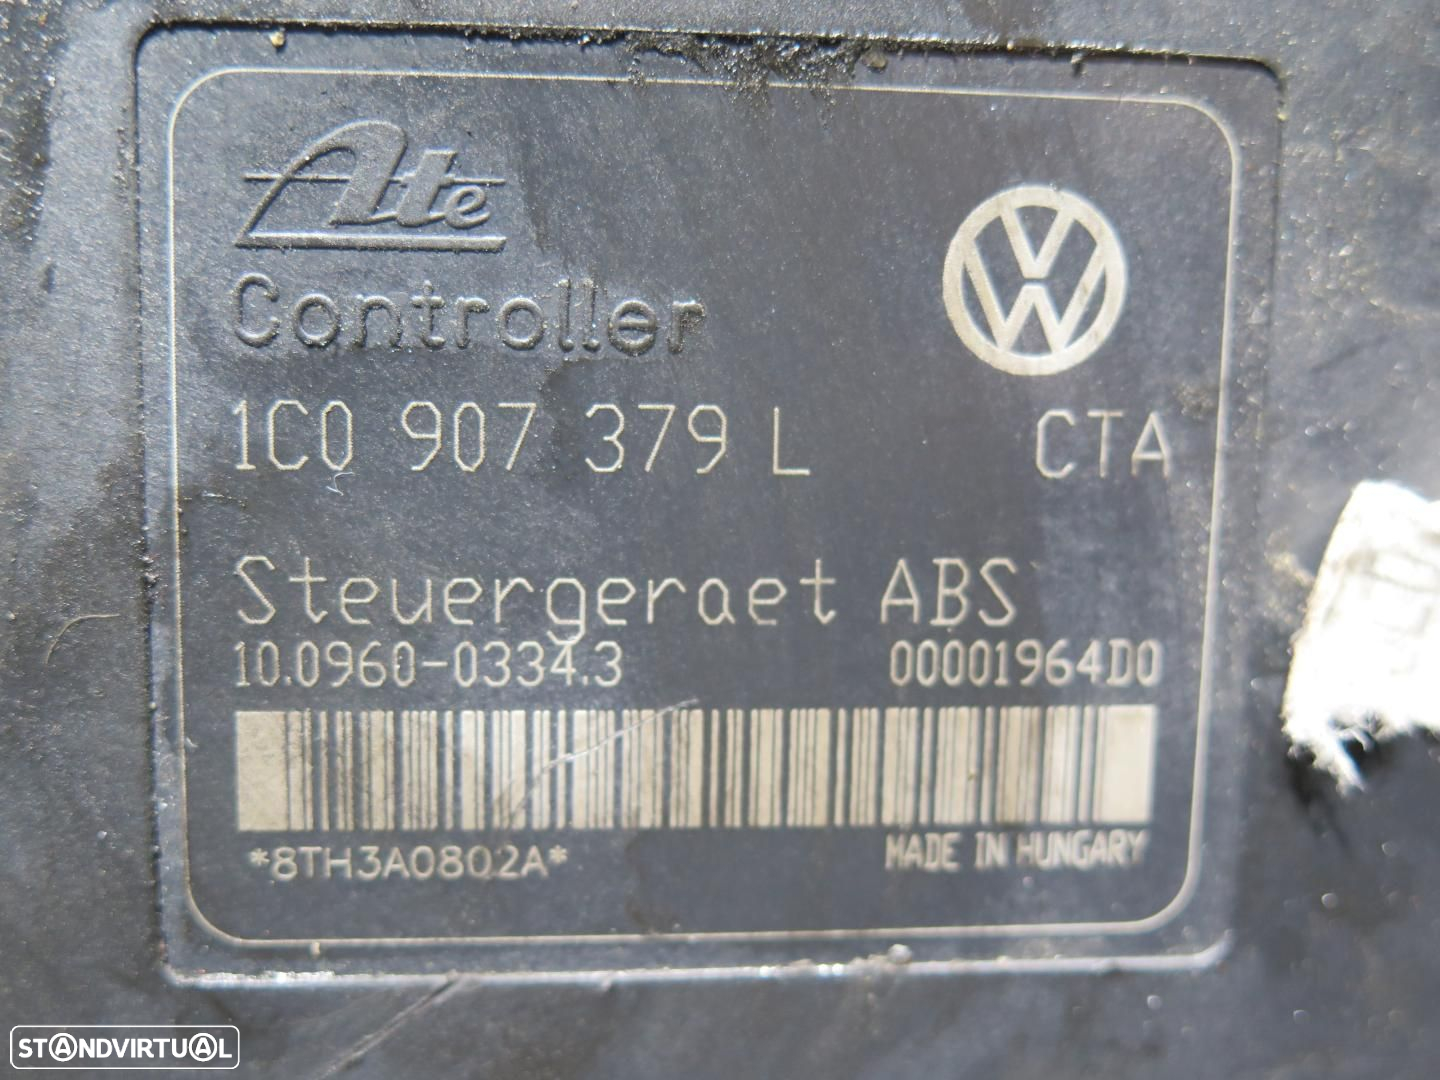 Ate
Controller
1C0 907 379 L CTA
Steuergeraet ABS
10.0960-0334.3 00001964D0
*8TH3A0802A* MADE IN HUNGARY
STANDVIRTUAL